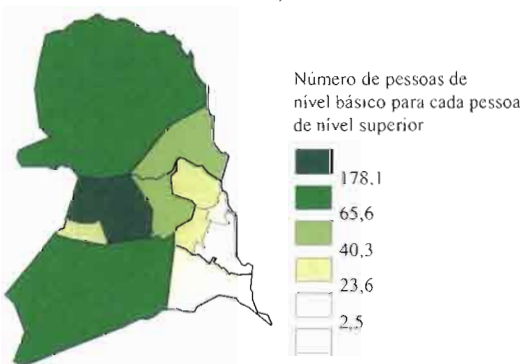 Número de pessoas de
nível básico para cada pessoa
de nível superior
178,1
65,6
40,3
23,6
2,5